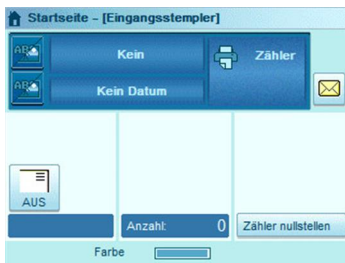 Startseite – [Eingangsstempler]
Kein
Zähler
Kein Datum
AUS
Anzahl: 0
Zähler nullstellen
Farbe